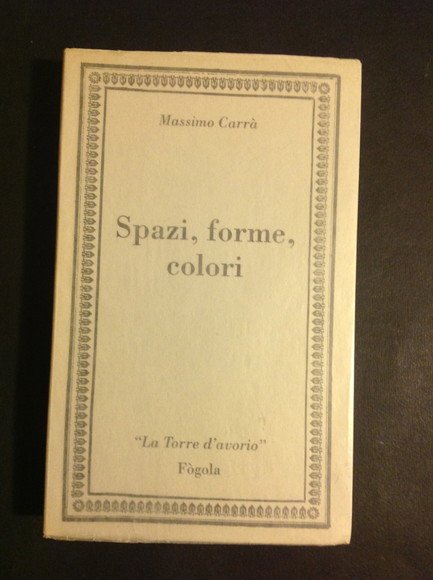 Massimo Carrà
Spazi, forme,
colori
“La Torre d’avorio”
Fògola